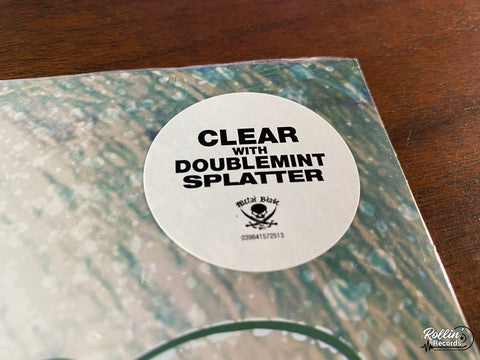 CLEAR
WITH
DOUBLEMINT
SPLATTER
Metal Blade
039841572513
Rollin
Records